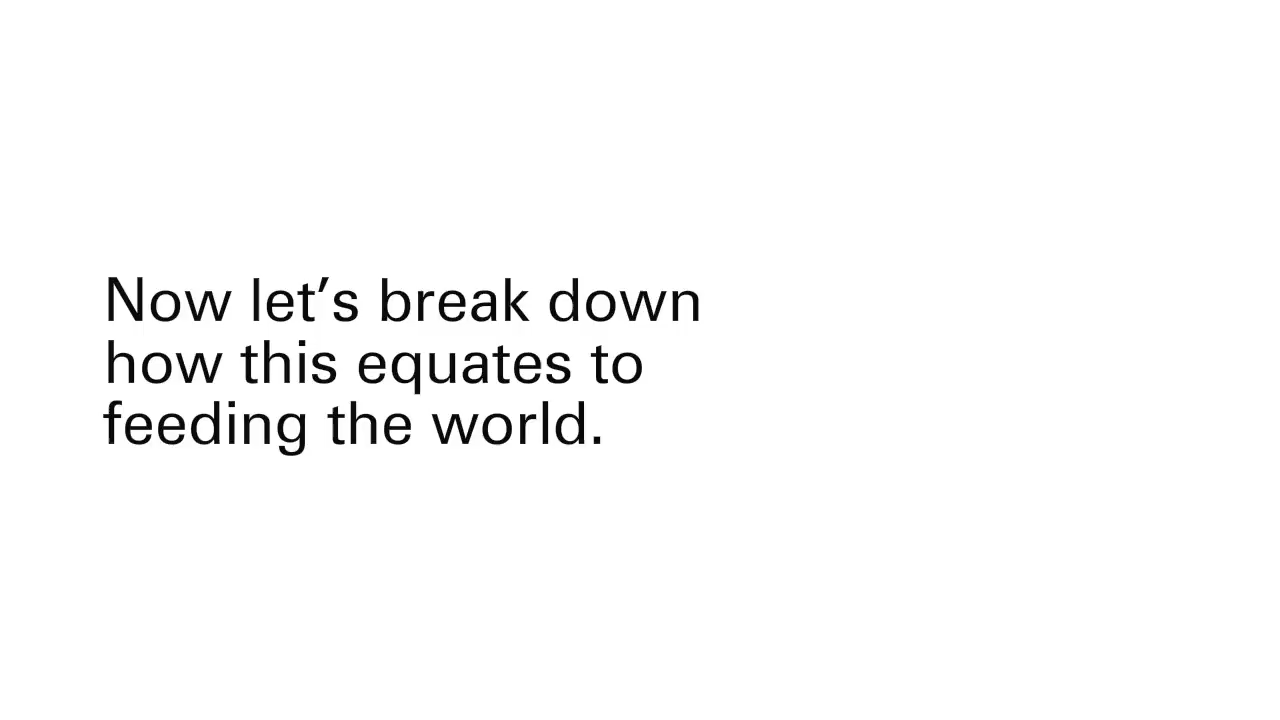 Now let’s break down
how this equates to
feeding the world.